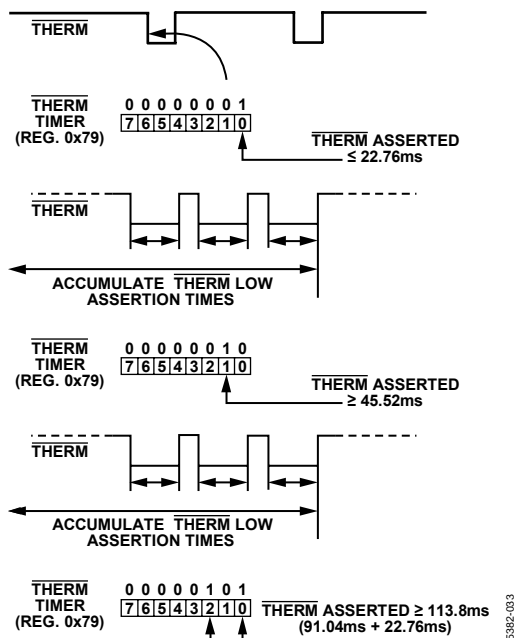 THERM
THERM
TIMER
(REG. 0x79)
0 0 0 0 0 0 0 1
7 6 5 4 3 2 1 0
THERM ASSERTED
≤ 22.76ms
THERM
ACCUMULATE THERM LOW
ASSERTION TIMES
THERM
TIMER
(REG. 0x79)
0 0 0 0 0 0 1 0
7 6 5 4 3 2 1 0
THERM ASSERTED
≥ 45.52ms
THERM
ACCUMULATE THERM LOW
ASSERTION TIMES
THERM
TIMER
(REG. 0x79)
0 0 0 0 0 1 0 1
7 6 5 4 3 2 1 0
THERM ASSERTED ≥ 113.8ms
(91.04ms + 22.76ms)